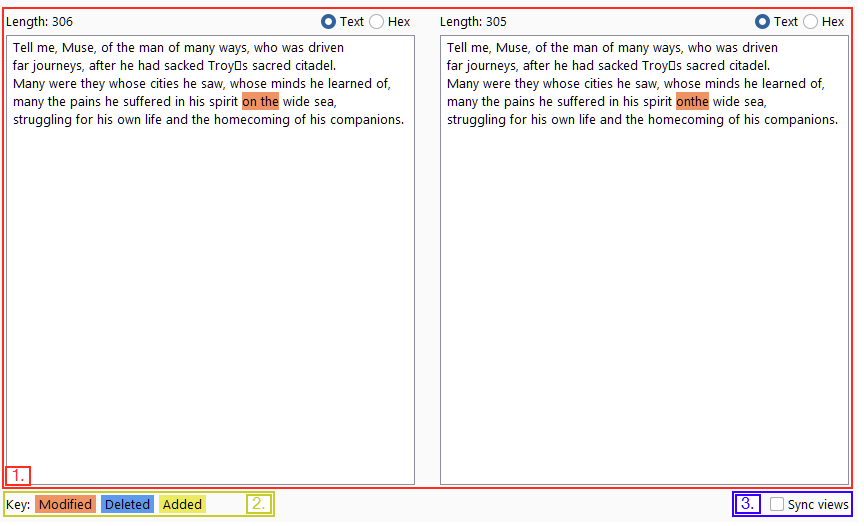 Length: 306 Text Hex
Tell me, Muse, of the man of many ways, who was driven
far journeys, after he had sacked Troy▯s sacred citadel.
Many were they whose cities he saw, whose minds he learned of,
many the pains he suffered in his spirit on the wide sea,
struggling for his own life and the homecoming of his companions.
Length: 305 Text Hex
Tell me, Muse, of the man of many ways, who was driven
far journeys, after he had sacked Troy▯s sacred citadel.
Many were they whose cities he saw, whose minds he learned of,
many the pains he suffered in his spirit onthe wide sea,
struggling for his own life and the homecoming of his companions.
1.
Key: Modified Deleted Added 2.
3. Sync views